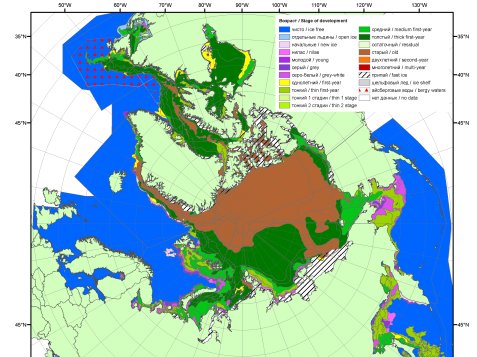 50°W 60°W 70°W 80°W 90°W 100°W 110°W 120°W 130°W
35°N 35°N
40°N 40°N
45°N 45°N
Возраст / Stage of development
чисто / ice free
отдельные льдины / open ice
начальные / new ice
нилас / nilas
молодой / young
серый / grey
серо-белый / grey-white
однолетний / first-year
тонкий / thin first-year
тонкий 1 стадии / thin 1 stage
тонкий 2 стадии / thin 2 stage
средний / medium first-year
толстый / thick first-year
остаточный / residual
старый / old
двухлетний / second-year
многолетний / multi-year
припай / fast ice
шельфовый лед / ice shelf
айсберговые воды / bergy waters
нет данных / no data
45°N 45°N